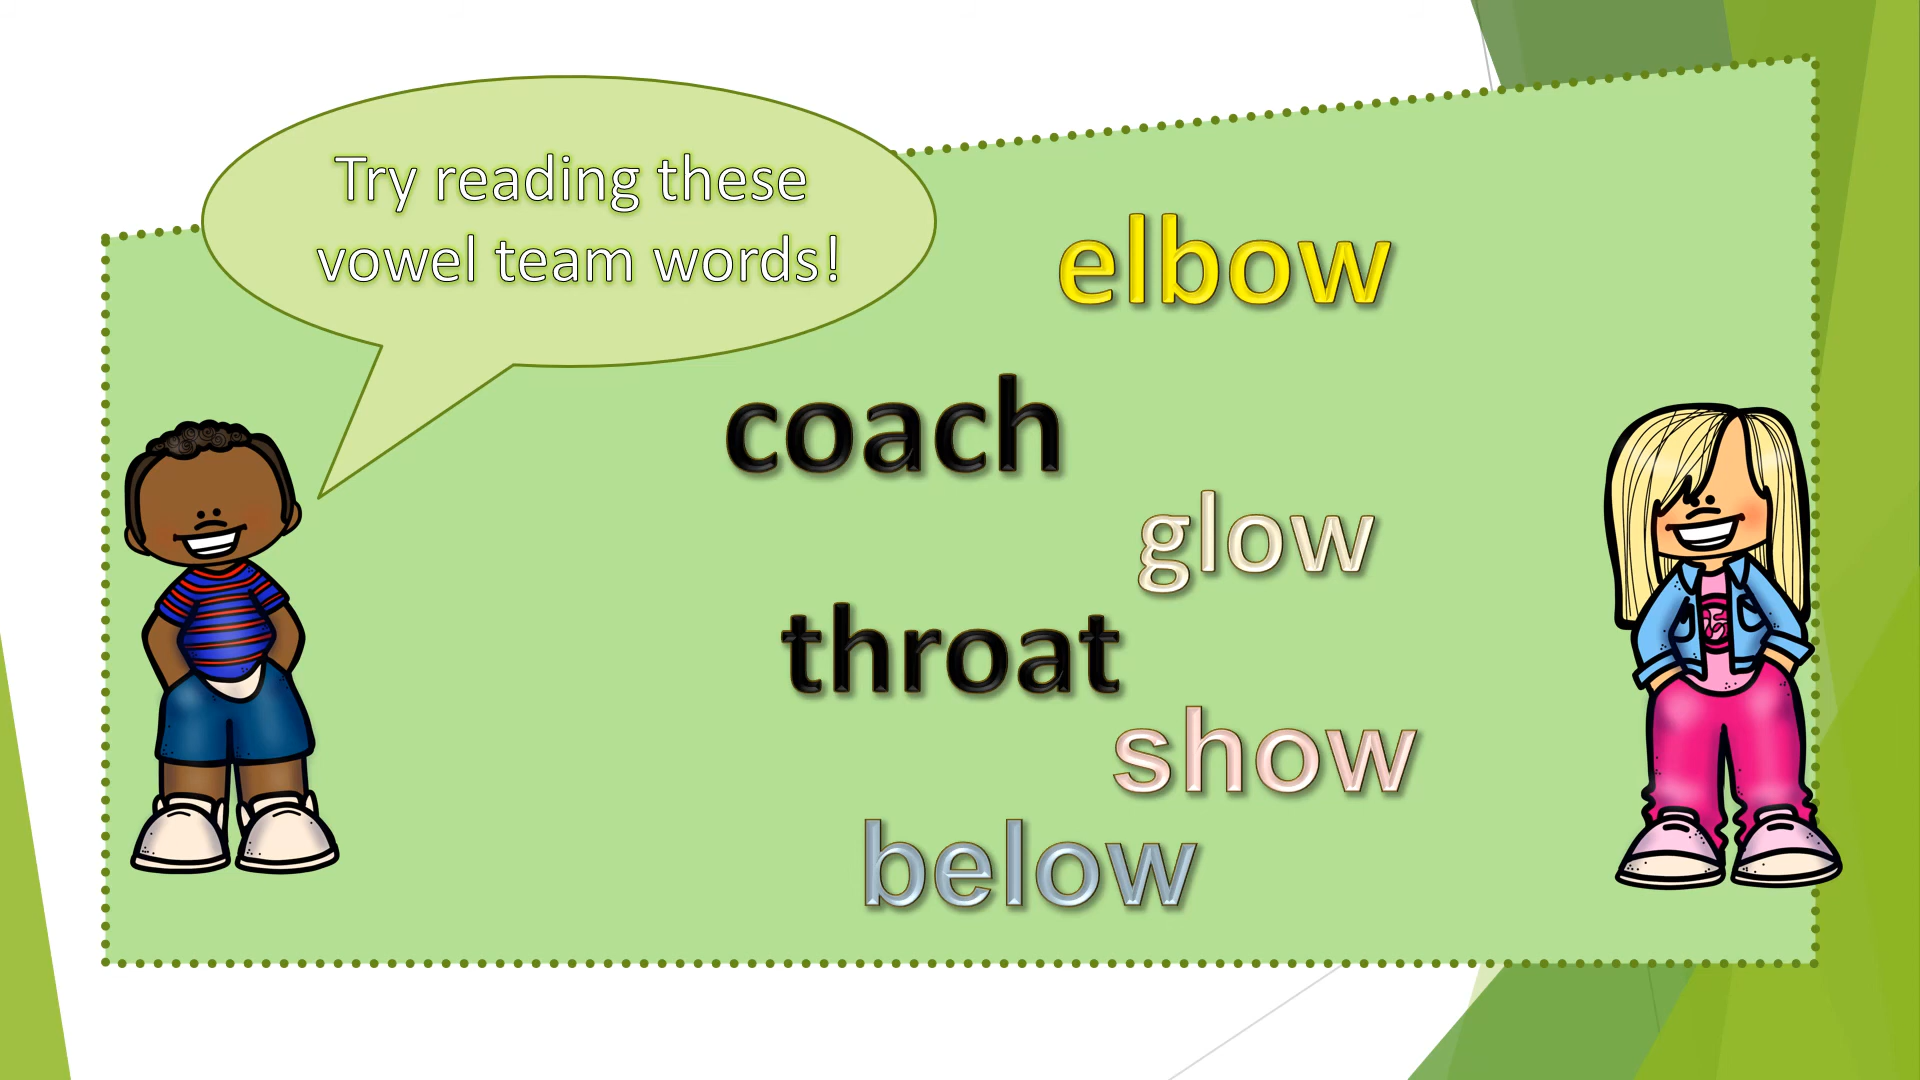 Try reading these
vowel team words!
elbow
coach
glow
throat
show
below